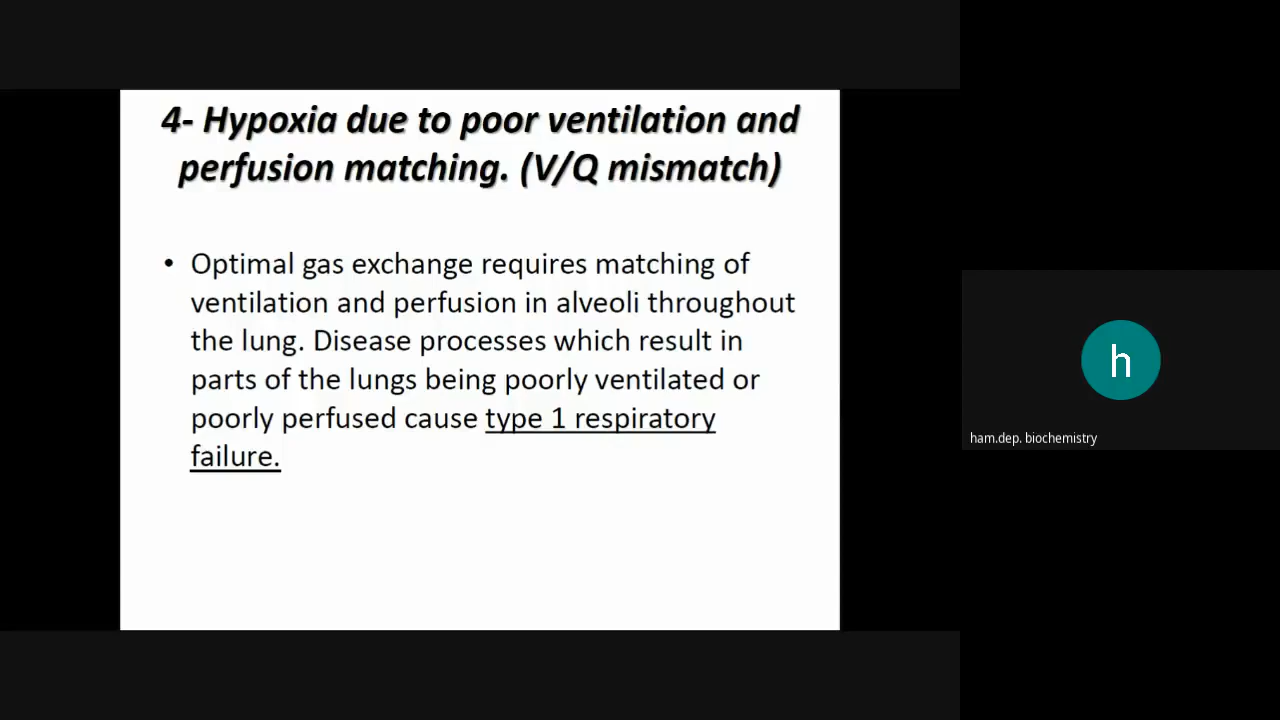 4- Hypoxia due to poor ventilation and
perfusion matching. (V/Q mismatch)
• Optimal gas exchange requires matching of
ventilation and perfusion in alveoli throughout
the lung. Disease processes which result in
parts of the lungs being poorly ventilated or
poorly perfused cause type 1 respiratory
failure.
h
ham.dep. biochemistry